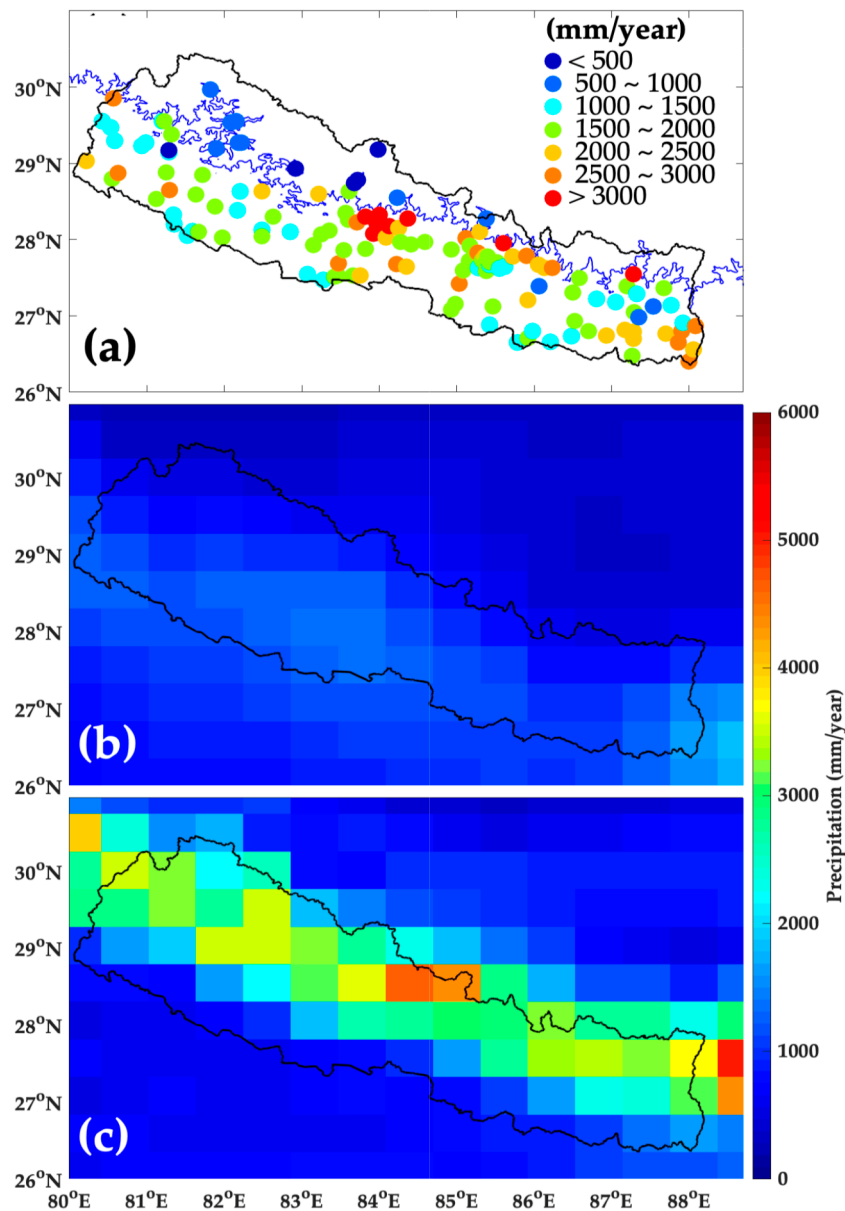 (mm/year)
< 500
500 ~ 1000
1000 ~ 1500
1500 ~ 2000
2000 ~ 2500
2500 ~ 3000
> 3000
30°N
29°N
28°N
27°N
26°N
(a)
30°N
29°N
28°N
27°N
26°N
(b)
30°N
29°N
28°N
27°N
26°N
(c)
80°E 81°E 82°E 83°E 84°E 85°E 86°E 87°E 88°E
6000
5000
4000
3000
2000
1000
0
Precipitation (mm/year)